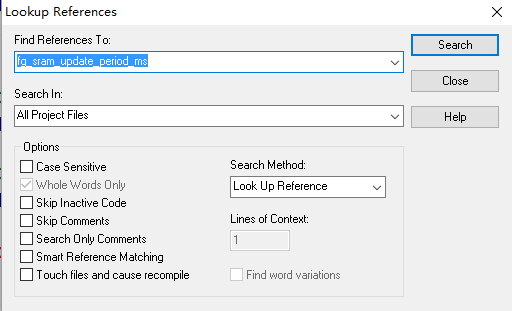 Lookup References
Find References To:
fg_sram_update_period_ms
Search
Close
Search In:
All Project Files
Help
Options
Case Sensitive
Whole Words Only
Skip Inactive Code
Skip Comments
Search Only Comments
Smart Reference Matching
Touch files and cause recompile
Search Method:
Look Up Reference
Lines of Context:
1
Find word variations